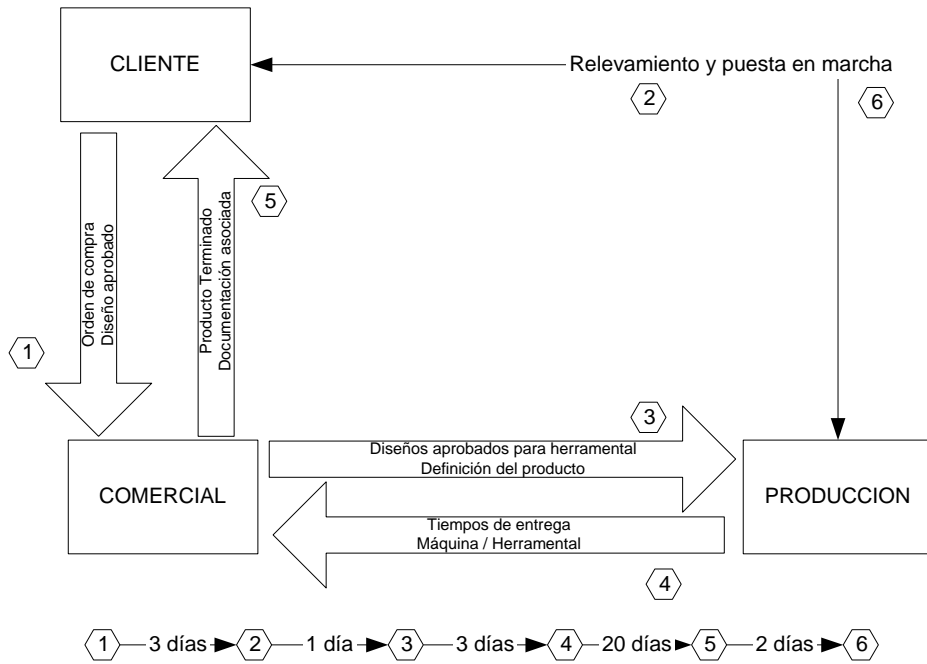 CLIENTE
Relevamiento y puesta en marcha
2
6
5
Orden de compra
Diseño aprobado
Producto Terminado
Documentación asociada
1
3
Diseños aprobados para herramental
Definición del producto
COMERCIAL
PRODUCCION
Tiempos de entrega
Máquina / Herramental
4
1 3 días 2 1 día 3 3 días 4 20 días 5 2 días 6